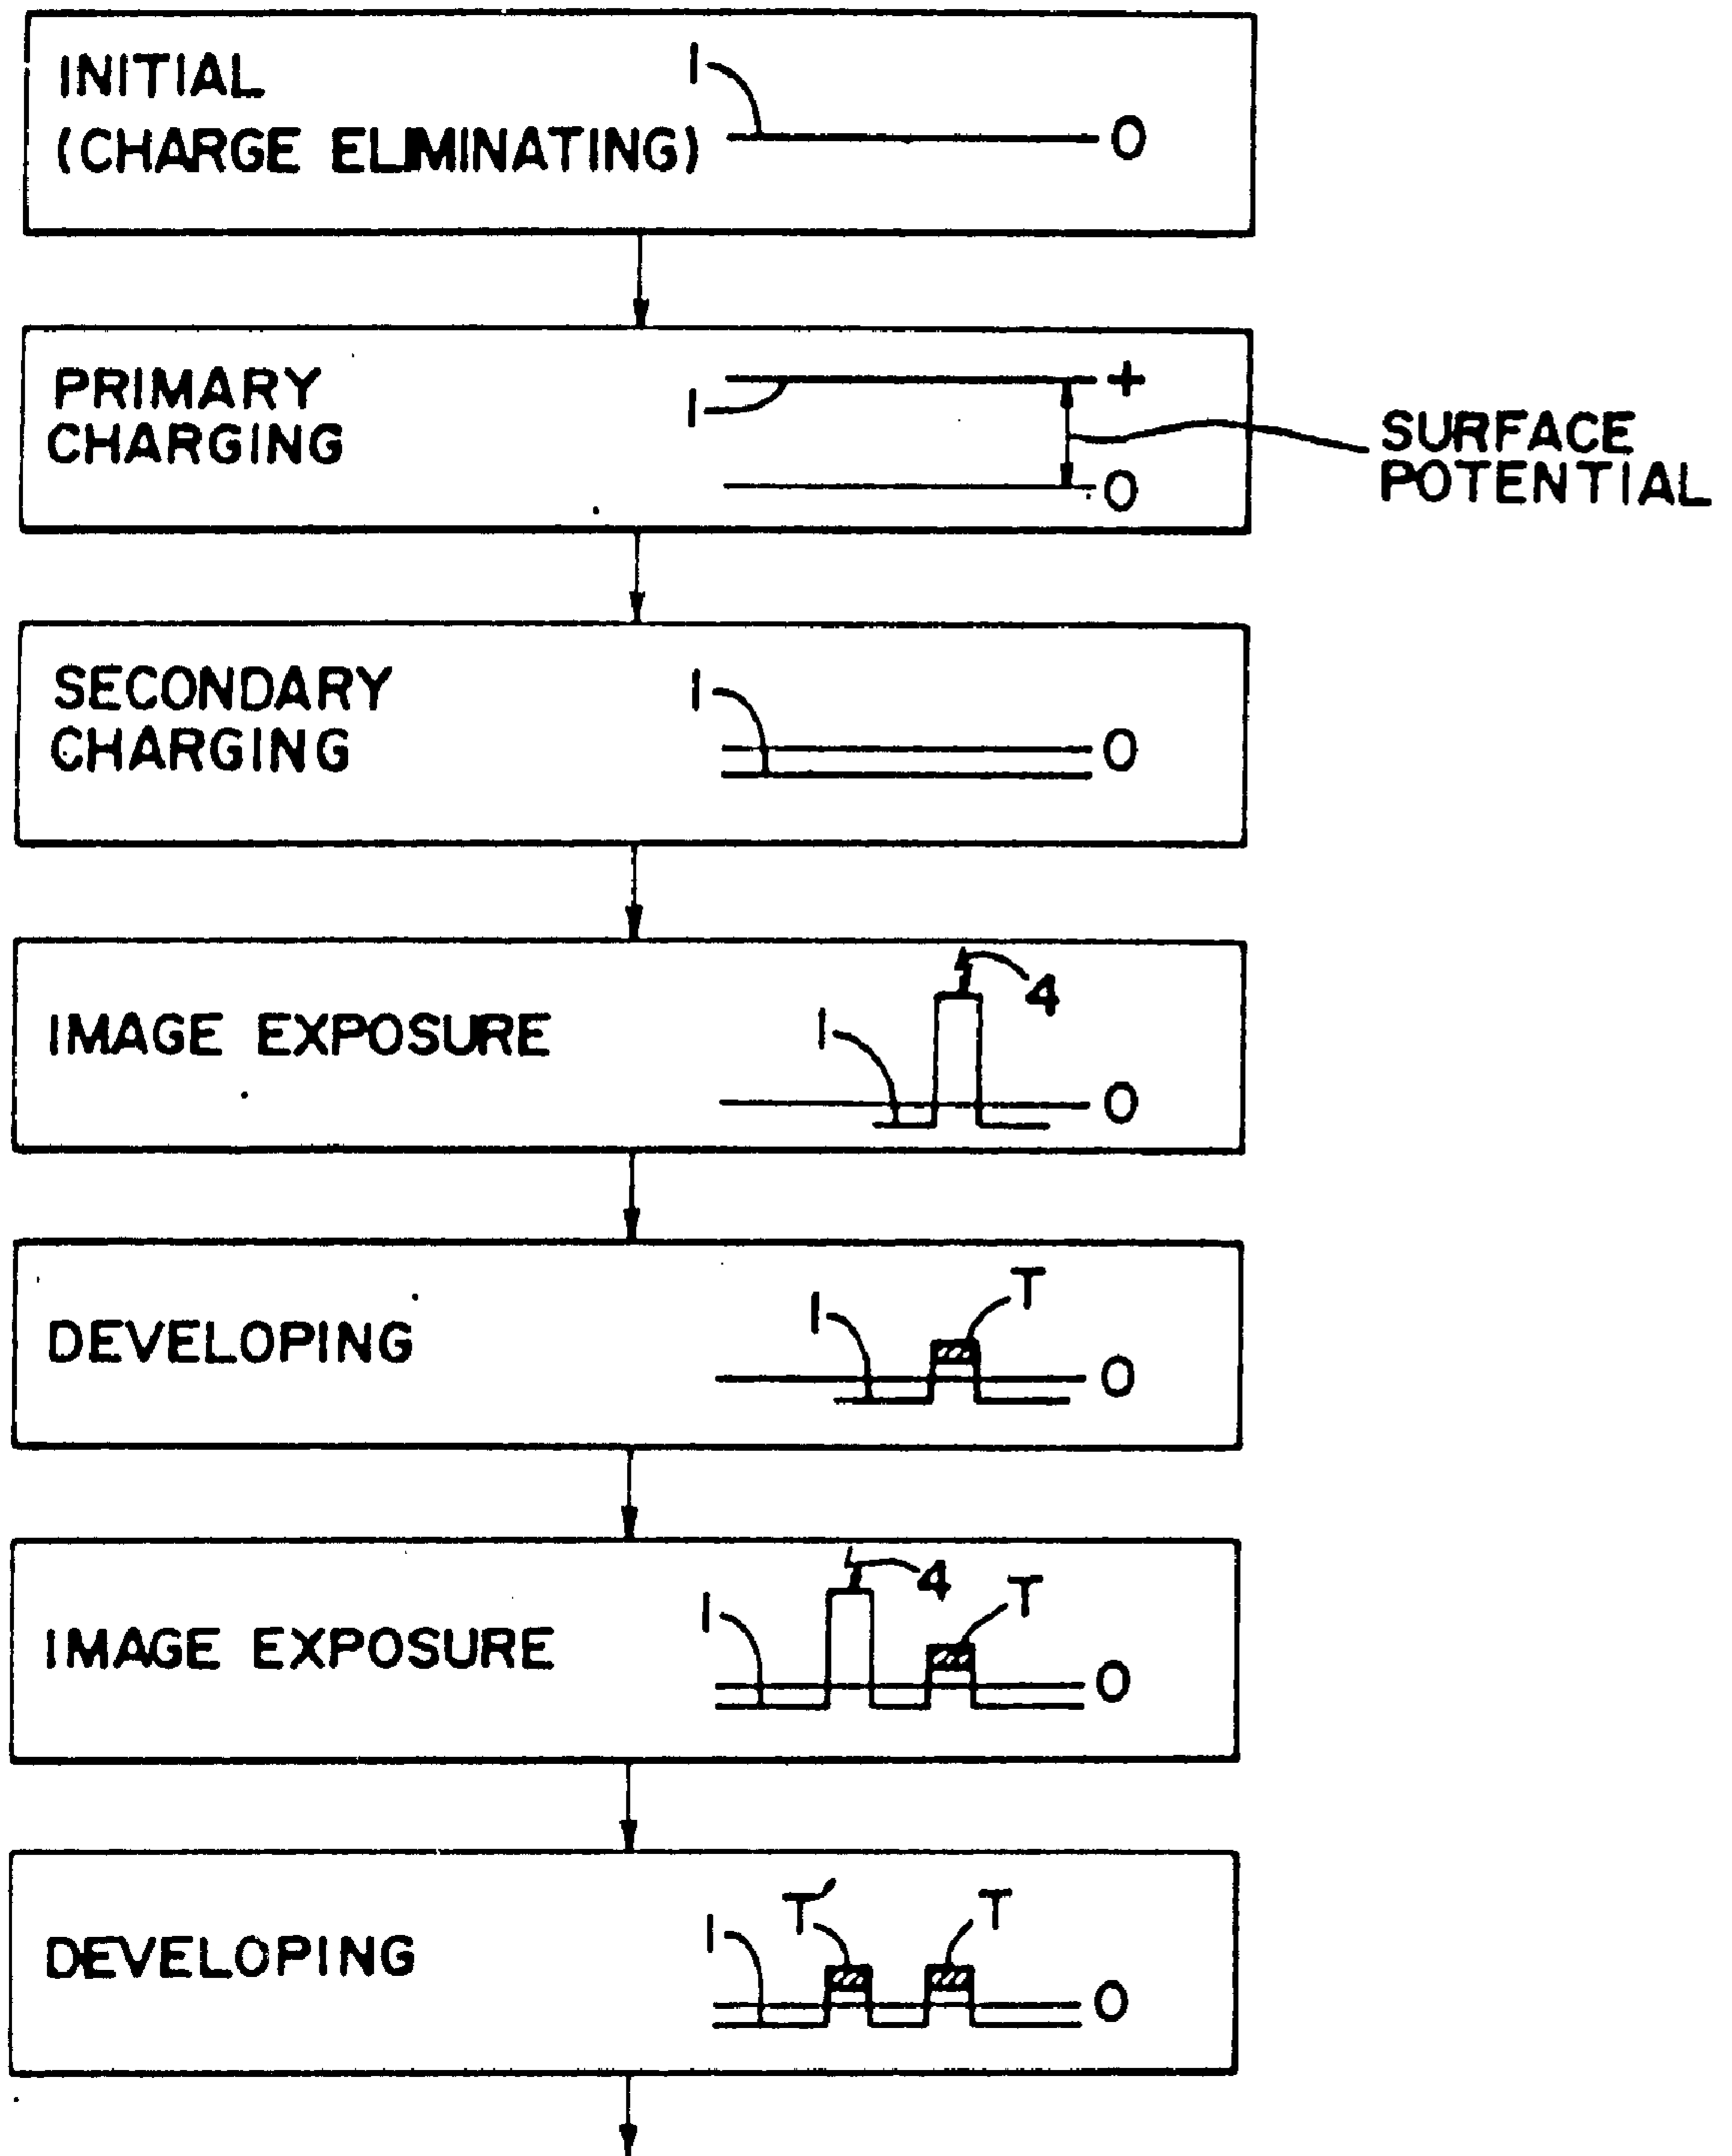 INITIAL
(CHARGE ELIMINATING)
1
0
PRIMARY
CHARGING
1
+
0
SURFACE
POTENTIAL
SECONDARY
CHARGING
1
0
IMAGE EXPOSURE
1
4
0
DEVELOPING
1
T
0
IMAGE EXPOSURE
1
4
T
0
DEVELOPING
1
T'
T
0